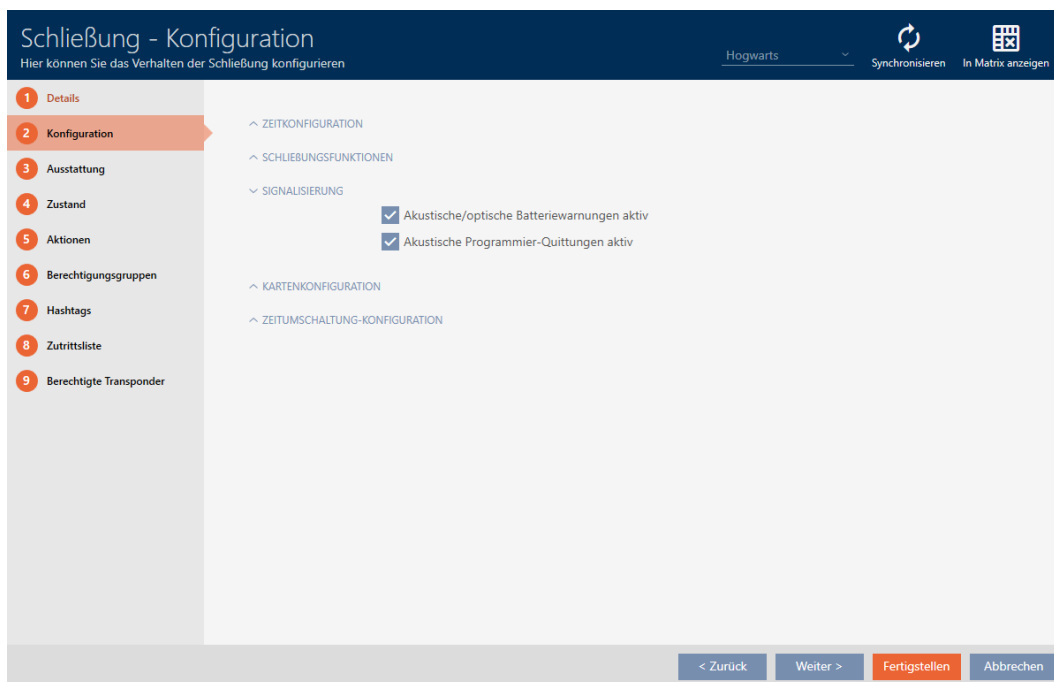 Schließung - Konfiguration
Hier können Sie das Verhalten der Schließung konfigurieren
Hogwarts
Synchronisieren
In Matrix anzeigen
1 Details
2 Konfiguration
3 Ausstattung
4 Zustand
5 Aktionen
6 Berechtigungsgruppen
7 Hashtags
8 Zutrittsliste
9 Berechtigte Transponder
ZEITKONFIGURATION
SCHLIEßUNGSFUNKTIONEN
SIGNALISIERUNG
Akustische/optische Batteriewarnungen aktiv
Akustische Programmier-Quittungen aktiv
KARTENKONFIGURATION
ZEITUMSCHALTUNG-KONFIGURATION
< Zurück
Weiter >
Fertigstellen
Abbrechen